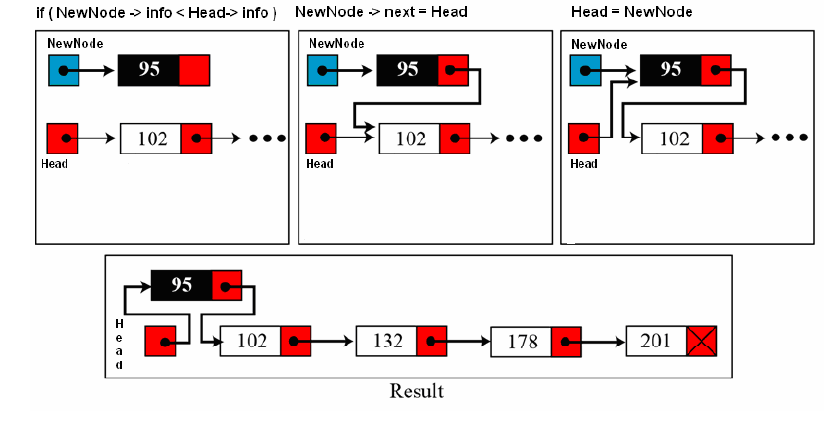 if ( NewNode -> info < Head-> info )
NewNode -> next = Head
Head = NewNode
NewNode
95
102
Head
NewNode
95
102
Head
NewNode
95
102
Head
95
Head
102
132
178
201
Result